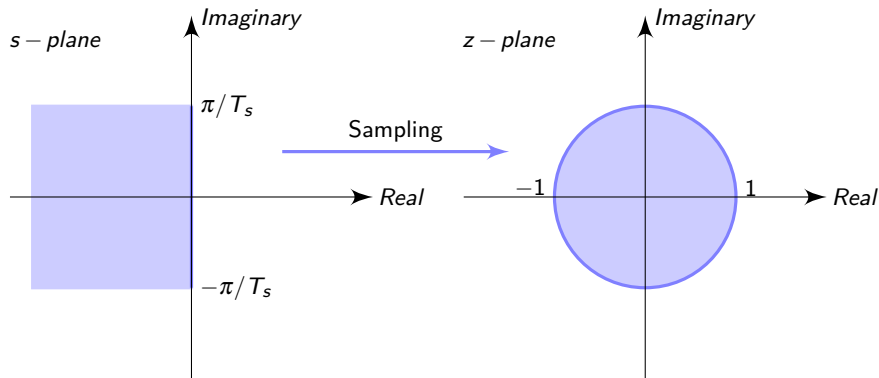 Imaginary
s – plane
π/Ts
Real
−π/Ts
Sampling
Imaginary
z – plane
−1
1
Real